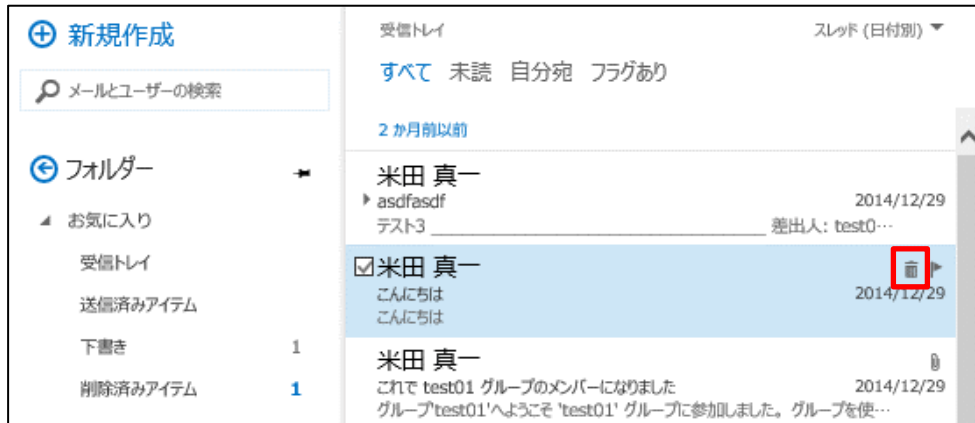 新規作成
メールとユーザーの検索
フォルダー
お気に入り
受信トレイ
送信済みアイテム
下書き 1
削除済みアイテム 1
受信トレイ スレッド (日付別)
すべて 未読 自分宛 フラグあり
2 か月前以前
米田 真一
asdfasdf 2014/12/29
テスト3 ________________________________ 差出人: test0…
米田 真一
こんにちは 2014/12/29
こんにちは
米田 真一
これで test01 グループのメンバーになりました 2014/12/29
グループ'test01'へようこそ 'test01' グループに参加しました。グループを使…